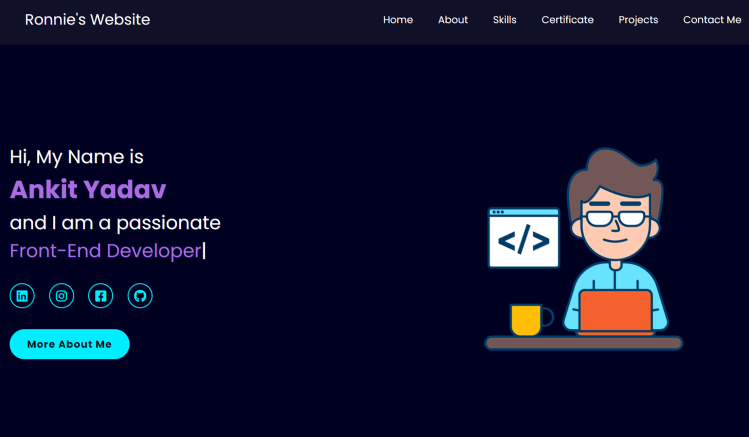 Ronnie's Website
Home About Skills Certificate Projects Contact Me
Hi, My Name is
Ankit Yadav
and I am a passionate
Front-End Developer|
</>
More About Me